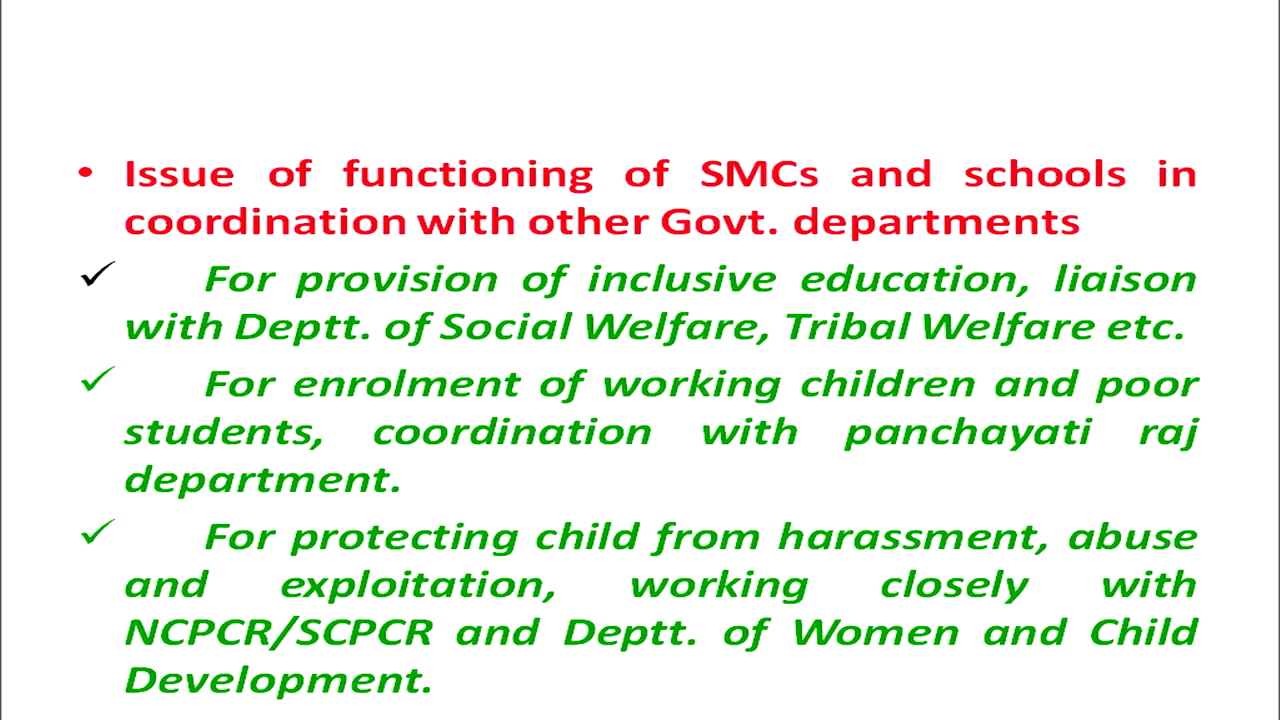 • Issue of functioning of SMCs and schools in
coordination with other Govt. departments
✓ For provision of inclusive education, liaison
with Deptt. of Social Welfare, Tribal Welfare etc.
✓ For enrolment of working children and poor
students, coordination with panchayati raj
department.
✓ For protecting child from harassment, abuse
and exploitation, working closely with
NCPCR/SCPCR and Deptt. of Women and Child
Development.